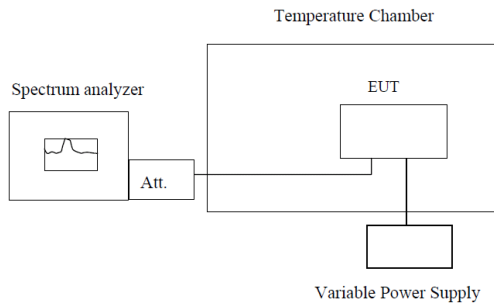 Temperature Chamber
Spectrum analyzer
EUT
Att.
Variable Power Supply